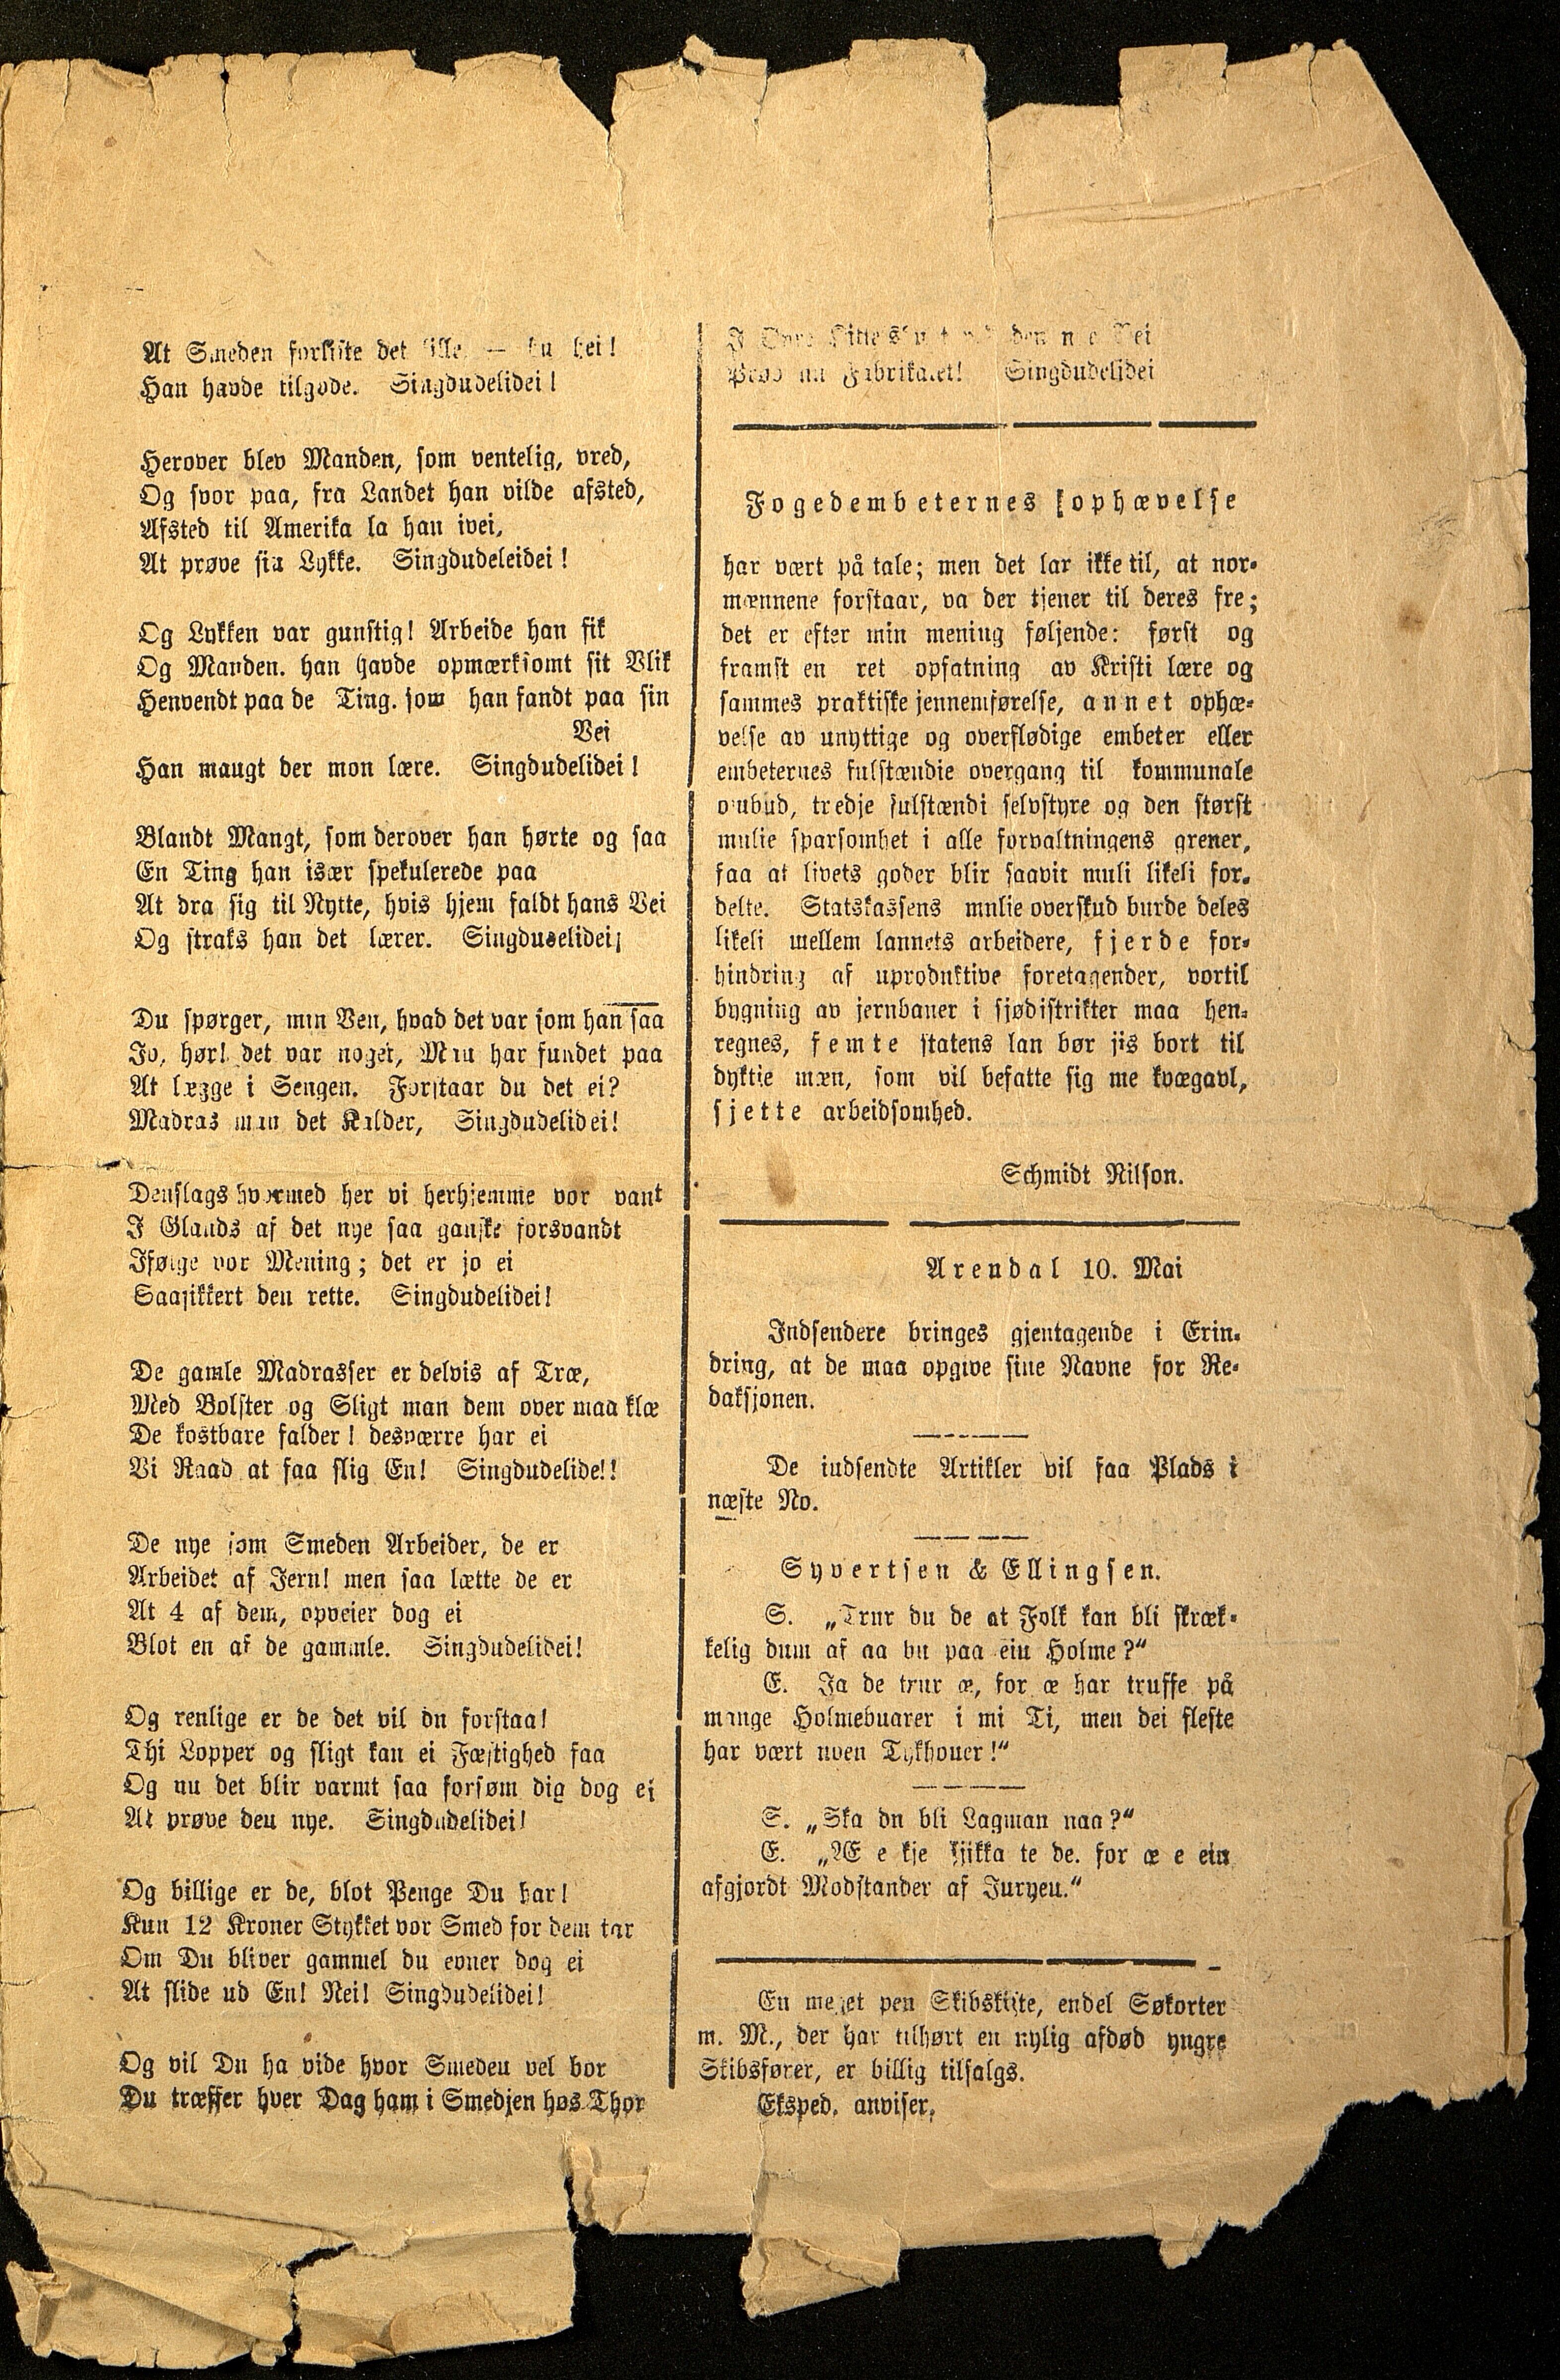 At Smeden forliste det lille — hu hei!
Han havde tilgode. Singdudelidei!
Herover blev Manden, som ventelig, vred,
Og svor paa, fra Landet han vilde afsted,
Afsted til Amerika la han ivei,
At prøve sin Lykke. Singdudeleidei!
Og Lykken var gunstig! Arbeide han fik
Og Manden. han havde opmærksomt sit Blik
Henvendt paa de Ting. som han fandt paa sin
Vei
Han maugt der mon lære. Singdudelidei!
Blandt Mangt, som derover han hørte og saa
En Ting han især spekulerede paa
At dra sig til Nytte, hvis hjem faldt hans Vei
Og straks han det lærer. Singduselidei;
Du spørger, min Ven, hvad det var som han saa
Jo, hør! det var noget, Man har fundet paa
At lægge i Sengen. Forstaar du det ei?
Madras man det Kalder, Singdudelidei!
Denslags hvormed her vi herhjemme vor vant
I Glands af det nye saa ganske forsvandt
Ifølge vor Mening; det er jo ei
Saasikkert den rette. Singdudelidei!
De gamle Madrasser er delvis af Træ,
Med Bolster og Sligt man dem over maa klæ
De kostbare falder! desværre har ei
Vi Raad at faa slig En! Singdudelide!!
De nye som Smeden Arbeider, de er
Arbeidet af Jern! men saa lætte de er
At 4 af dem, opveier dog ei
Blot en af de gammle. Singdudelidei!
Og renlige er de det vil du forstaa!
Thi Lopper og sligt kan ei Fæstighed faa
Og nu det blir varmt saa forsøm dig dog ei
At prøve den nye. Singdudelidei!
Og billige er de, blot Penge Du har!
Kun 12 Kroner Stykket vor Smed for dem tar
Om Du bliver gammel du evner dog ei
At slide ud En! Nei! Singdudelidei!
Og vil Du ha vide hvor Smeden vel bor
Du træffer hver Dag ham i Smedjen hos Thor
I den Vei
Prøv nu Fabrikatet! Singdudelidei
Fogedembeternes [ophævelse
har vært på tale; men det lar ikke til, at nor-
mænnene forstaar, va der tjener til deres fre;
det er efter min mening følgende: først og
framst en ret opfatning av Kristi lære og
sammes praktiske jennemførelse, annet ophæ-
velse av unyttige og overflødige embeter eller
embeternes fulstændie overgang til kommunale
ombud, tredje fulstændi selvstyre og den størst
mulie sparsomhet i alle forvaltningens grener,
saa at livets goder blir saavit muli likeli for-
delte. Statskassens mulie overskud burde deles
likeli mellem lannets arbeidere, fjerde for-
hindring af uproduktive foretagender, vortil
bygning av jernbaner i sjødistrikter maa hen-
regnes, femte statens lan bør jis bort til
dyktie mæn, som vil befatte sig me kvægavl,
sjette arbeidsomhed.
Schmidt Nilson.
Arendal 10. Mai
Indsendere bringes gjentagende i Erin-
dring, at de maa opgive sine Navne for Re-
daksjonen.
De indsendte Artikler vil faa Plads i
næste No.
Syvertsen & Ellingsen.
S. „Trur du de at Folk kan bli skræk-
kelig dum af aa bu paa ein Holme?“
E. Ja de trur æ, for æ har truffe på
mange Holmebuarer i mi Ti, men dei fleste
har vært noen Tykhouer!“
S. „Ska du bli Lagman naa?“
E. „Æ e kje skikka te de. for æ e ein
afgjordt Modstander af Juryen.“
En meget pen Skibskiste, endel Søkorter
m. M., der har tilhørt en nylig afdød yngre
Skibsfører, er billig tilsalgs.
Eksped. anviser.